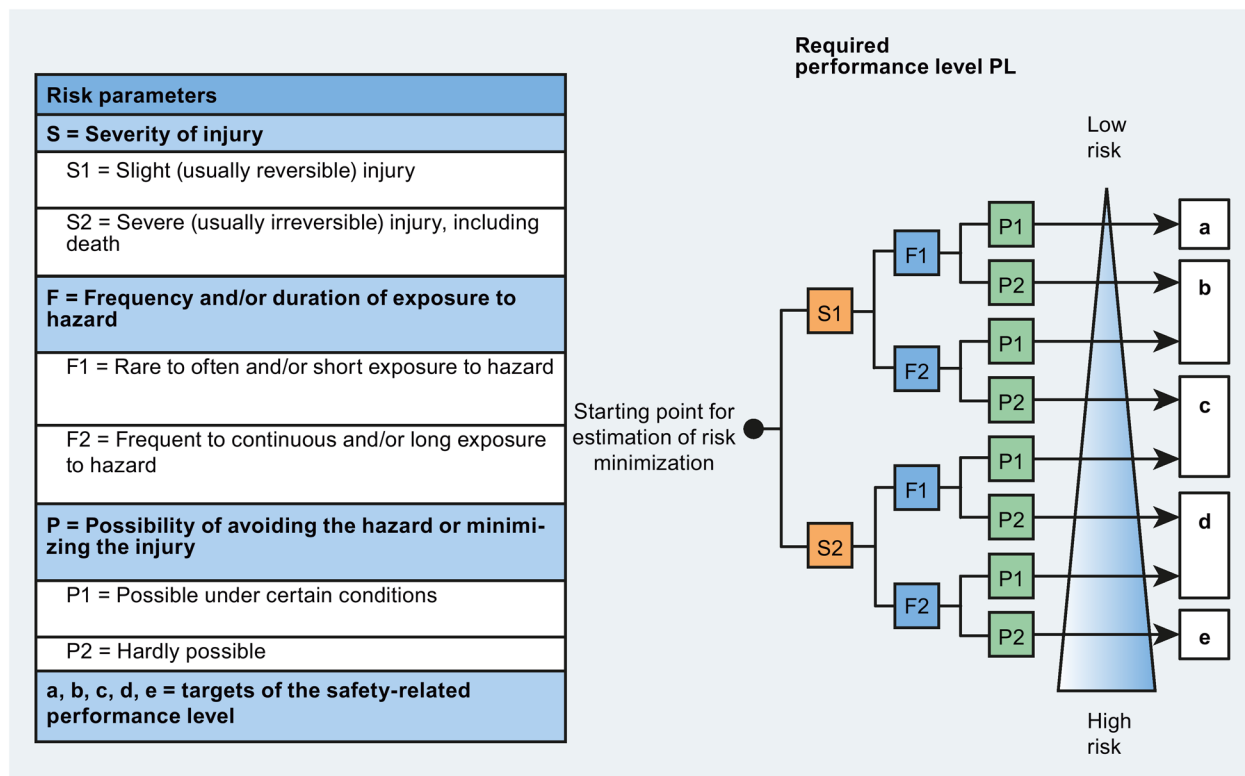 Risk parameters
S = Severity of injury
S1 = Slight (usually reversible) injury
S2 = Severe (usually irreversible) injury, including
death
F = Frequency and/or duration of exposure to
hazard
F1 = Rare to often and/or short exposure to hazard
F2 = Frequent to continuous and/or long exposure
to hazard
P = Possibility of avoiding the hazard or minimi-
zing the injury
P1 = Possible under certain conditions
P2 = Hardly possible
a, b, c, d, e = targets of the safety-related
performance level
Starting point for
estimation of risk
minimization
Required
performance level PL
Low
risk
P1
a
F1
P2
b
S1
P1
F2
P2
c
P1
F1
P2
d
S2
P1
F2
P2
e
High
risk